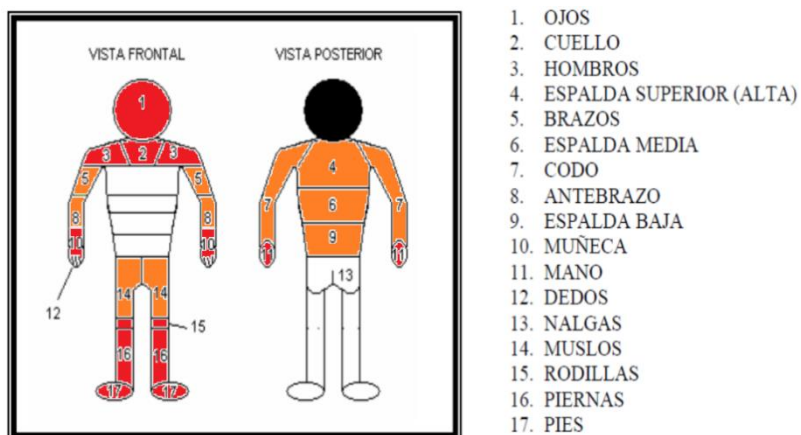 VISTA FRONTAL
VISTA POSTERIOR
1
3 2 3
4
5 5
7 6 7
8 8
9
10 10
11 11
13
14 14
12
15
16 16
17 17
1. OJOS
2. CUELLO
3. HOMBROS
4. ESPALDA SUPERIOR (ALTA)
5. BRAZOS
6. ESPALDA MEDIA
7. CODO
8. ANTEBRAZO
9. ESPALDA BAJA
10. MUÑECA
11. MANO
12. DEDOS
13. NALGAS
14. MUSLOS
15. RODILLAS
16. PIERNAS
17. PIES